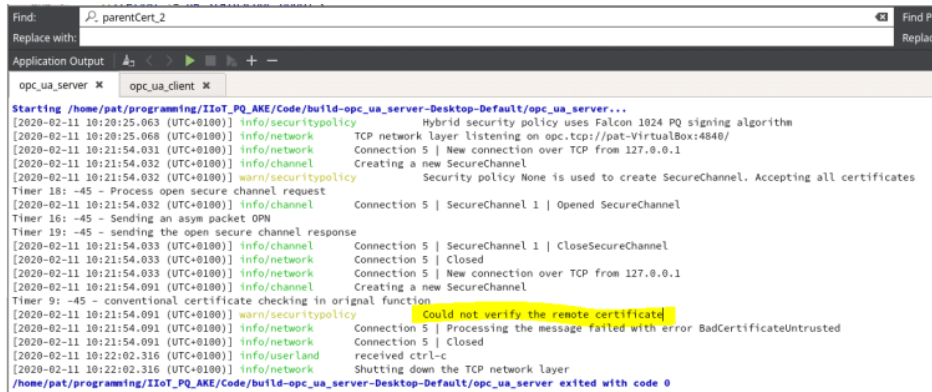 Find:
parentCert_2
Find P
Replace with:
Replac
Application Output
opc_ua_server
opc_ua_client
Starting /home/pat/programming/IIoT_PQ_AKE/Code/build-opc_ua_server-Desktop-Default/opc_ua_server...
[2020-02-11 10:20:25.063 (UTC+0100)] info/securitypolicy Hybrid security policy uses Falcon 1024 PQ signing algorithm
[2020-02-11 10:20:25.068 (UTC+0100)] info/network TCP network layer listening on opc.tcp://pat-VirtualBox:4840/
[2020-02-11 10:21:54.031 (UTC+0100)] info/network Connection 5 | New connection over TCP from 127.0.0.1
[2020-02-11 10:21:54.032 (UTC+0100)] info/channel Creating a new SecureChannel
[2020-02-11 10:21:54.032 (UTC+0100)] warn/securitypolicy Security policy None is used to create SecureChannel. Accepting all certificates
Timer 18: -45 - Process open secure channel request
[2020-02-11 10:21:54.032 (UTC+0100)] info/channel Connection 5 | SecureChannel 1 | Opened SecureChannel
Timer 16: -45 - Sending an asym packet OPN
Timer 19: -45 - sending the open secure channel response
[2020-02-11 10:21:54.033 (UTC+0100)] info/channel Connection 5 | SecureChannel 1 | CloseSecureChannel
[2020-02-11 10:21:54.033 (UTC+0100)] info/network Connection 5 | Closed
[2020-02-11 10:21:54.033 (UTC+0100)] info/network Connection 5 | New connection over TCP from 127.0.0.1
[2020-02-11 10:21:54.091 (UTC+0100)] info/channel Creating a new SecureChannel
Timer 9: -45 - conventional certificate checking in orignal function
[2020-02-11 10:21:54.091 (UTC+0100)] warn/securitypolicy Could not verify the remote certificate
[2020-02-11 10:21:54.091 (UTC+0100)] info/network Connection 5 | Processing the message failed with error BadCertificateUntrusted
[2020-02-11 10:21:54.091 (UTC+0100)] info/network Connection 5 | Closed
[2020-02-11 10:22:02.316 (UTC+0100)] info/userland received ctrl-c
[2020-02-11 10:22:02.316 (UTC+0100)] info/network Shutting down the TCP network layer
/home/pat/programming/IIoT_PQ_AKE/Code/build-opc_ua_server-Desktop-Default/opc_ua_server exited with code 0